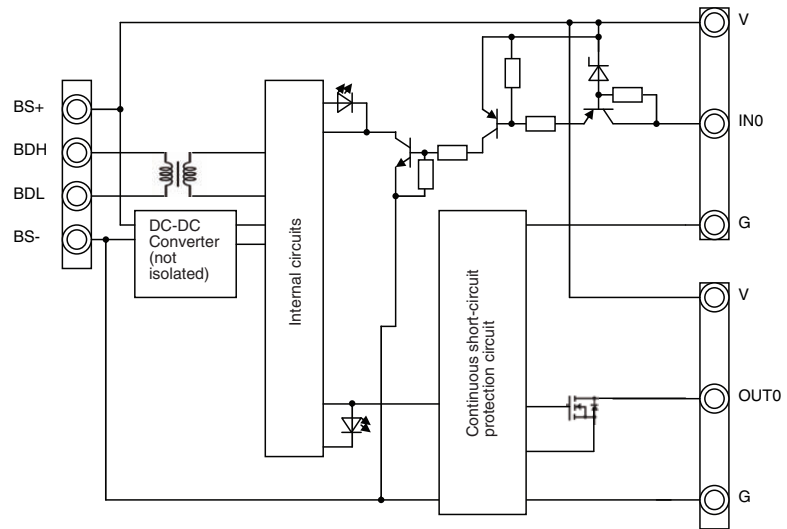 BS+
BDH
BDL
BS-
DC-DC
Converter
(not
isolated)
Internal circuits
Continuous short-circuit
protection circuit
V
IN0
G
V
OUT0
G